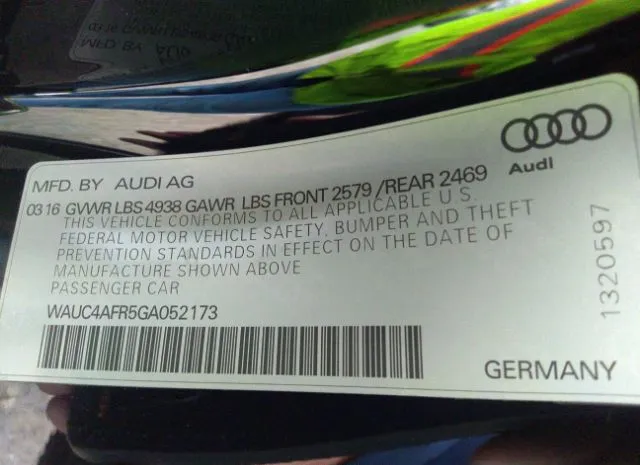 MFD. BY AUDI AG
Audi
03 16 GVWR LBS 4938 GAWR LBS FRONT 2579 /REAR 2469
THIS VEHICLE CONFORMS TO ALL APPLICABLE U.S.
FEDERAL MOTOR VEHICLE SAFETY, BUMPER AND THEFT
PREVENTION STANDARDS IN EFFECT ON THE DATE OF
MANUFACTURE SHOWN ABOVE
PASSENGER CAR
WAUC4AFR5GA052173
GERMANY
1320597